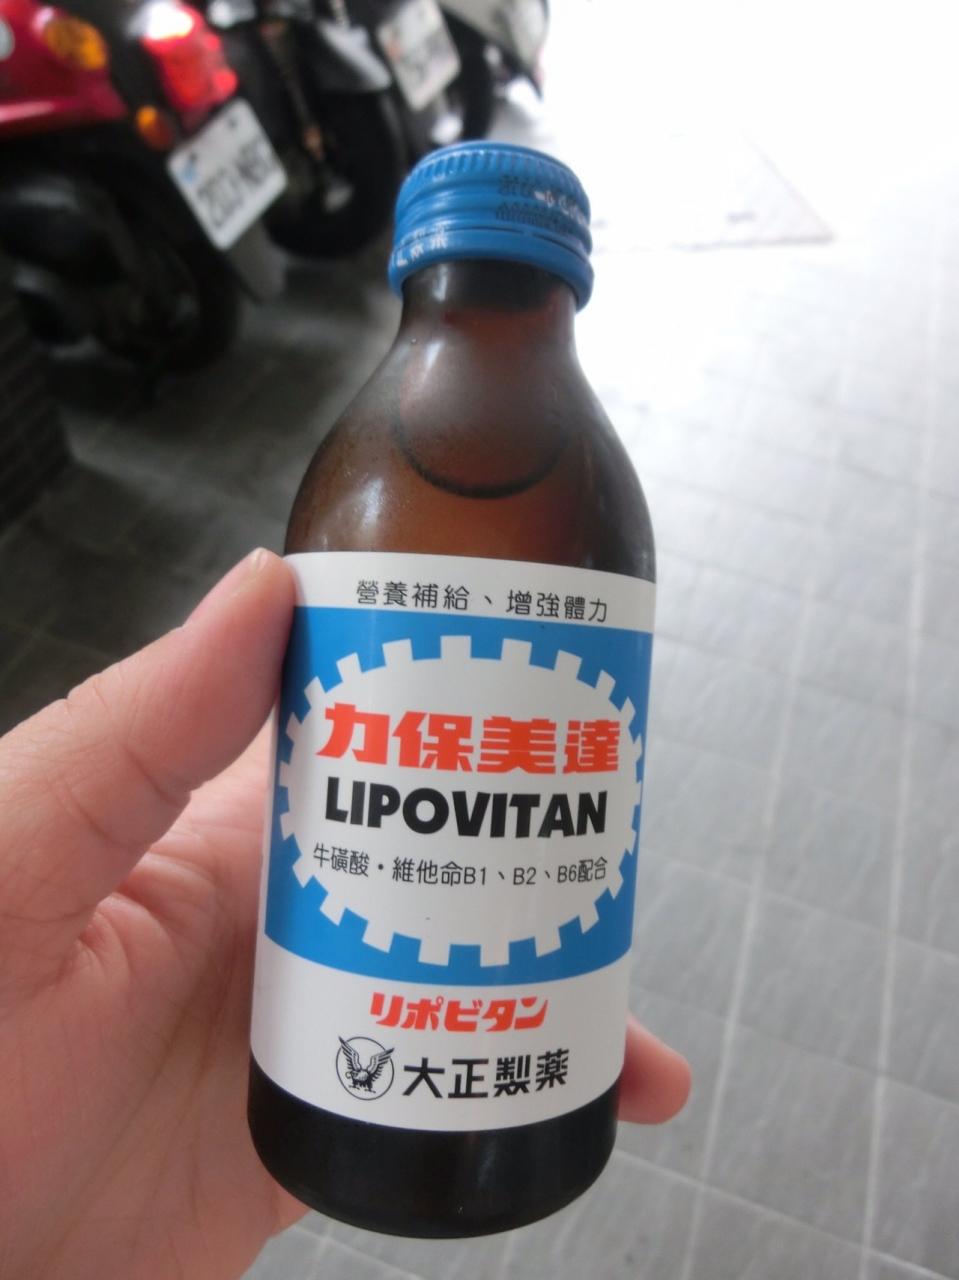 營養補給、增強體力
力保美達
LIPOVITAN
牛磺酸・維他命B1、B2、B6配合
リポビタン
大正製薬